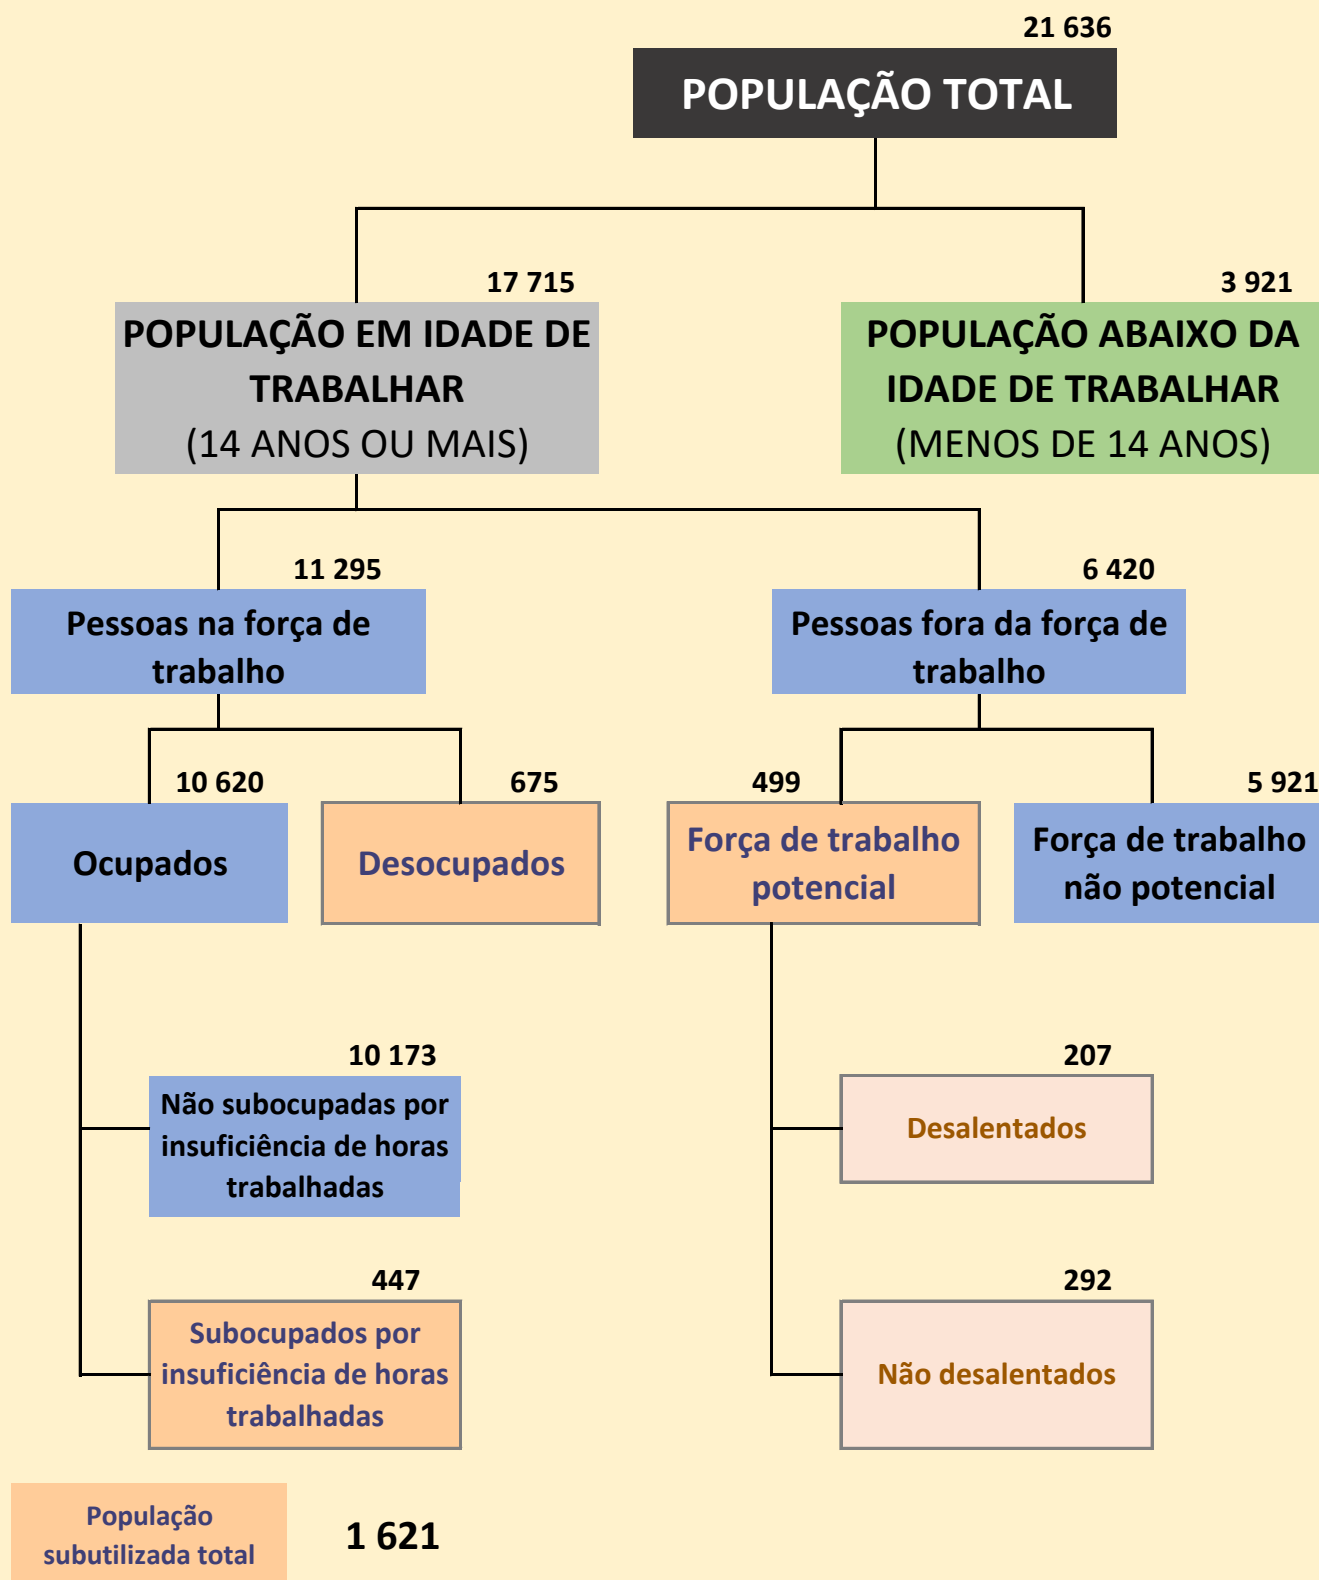 21 636
POPULAÇÃO TOTAL
17 715
POPULAÇÃO EM IDADE DE
TRABALHAR
(14 ANOS OU MAIS)
3 921
POPULAÇÃO ABAIXO DA
IDADE DE TRABALHAR
(MENOS DE 14 ANOS)
11 295
Pessoas na força de
trabalho
6 420
Pessoas fora da força de
trabalho
10 620
Ocupados
675
Desocupados
499
Força de trabalho
potencial
5 921
Força de trabalho
não potencial
10 173
Não subocupadas por
insuficiência de horas
trabalhadas
207
Desalentados
447
Subocupados por
insuficiência de horas
trabalhadas
292
Não desalentados
População
subutilizada total
1 621